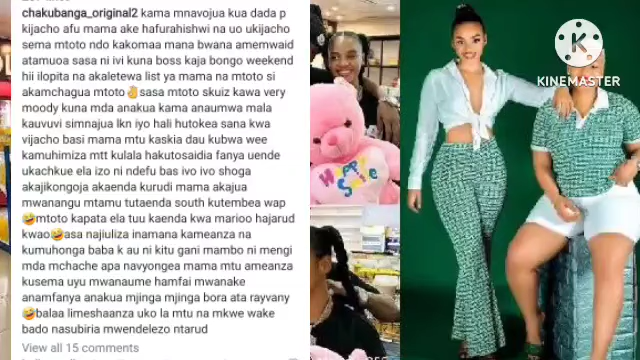 chakubanga_original2 kama mnavojua kua dada p
kijacho afu mama ake hafurahishwi na uo ukijacho
sema mtoto ndo kakomaa mana bwana amemwaid
atamuoa sasa ni ivi kuna boss kaja bongo weekend
hii ilopita na akaletewa list ya mama na mtoto si
akamchagua mtoto👌sasa mtoto skuiz kawa very
moody kuna mda anakua kama anaumwa mala
kauvuvi simnajua lkn iyo hali hutokea sana kwa
vijacho basi mama mtu kaskia dau kubwa wee
kamuhimiza mtt kulala hakutosaidia fanya uende
ukachkue ela izo ni ndefu bas ivo ivo shoga
akajikongoja akaenda kurudi mama akajua
mwanangu mtamu tutaenda south kutembea wap
🤣mtoto kapata ela tuu kaenda kwa marioo hajarud
kwao🤣asa najiuliza inamana kameanza na
kumuhonga baba k au ni kitu gani mambo ni mengi
mda mchache apa navyongea mama mtu ameanza
kusema uyu mwanaume hamfai mwanake
anamfanya anakua mjinga mjinga bora ata rayvany
🤣balaa limeshaanza uko la mtu na mkwe wake
bado nasubiria mwendelezo ntarud
View all 15 comments
KINEMASTER